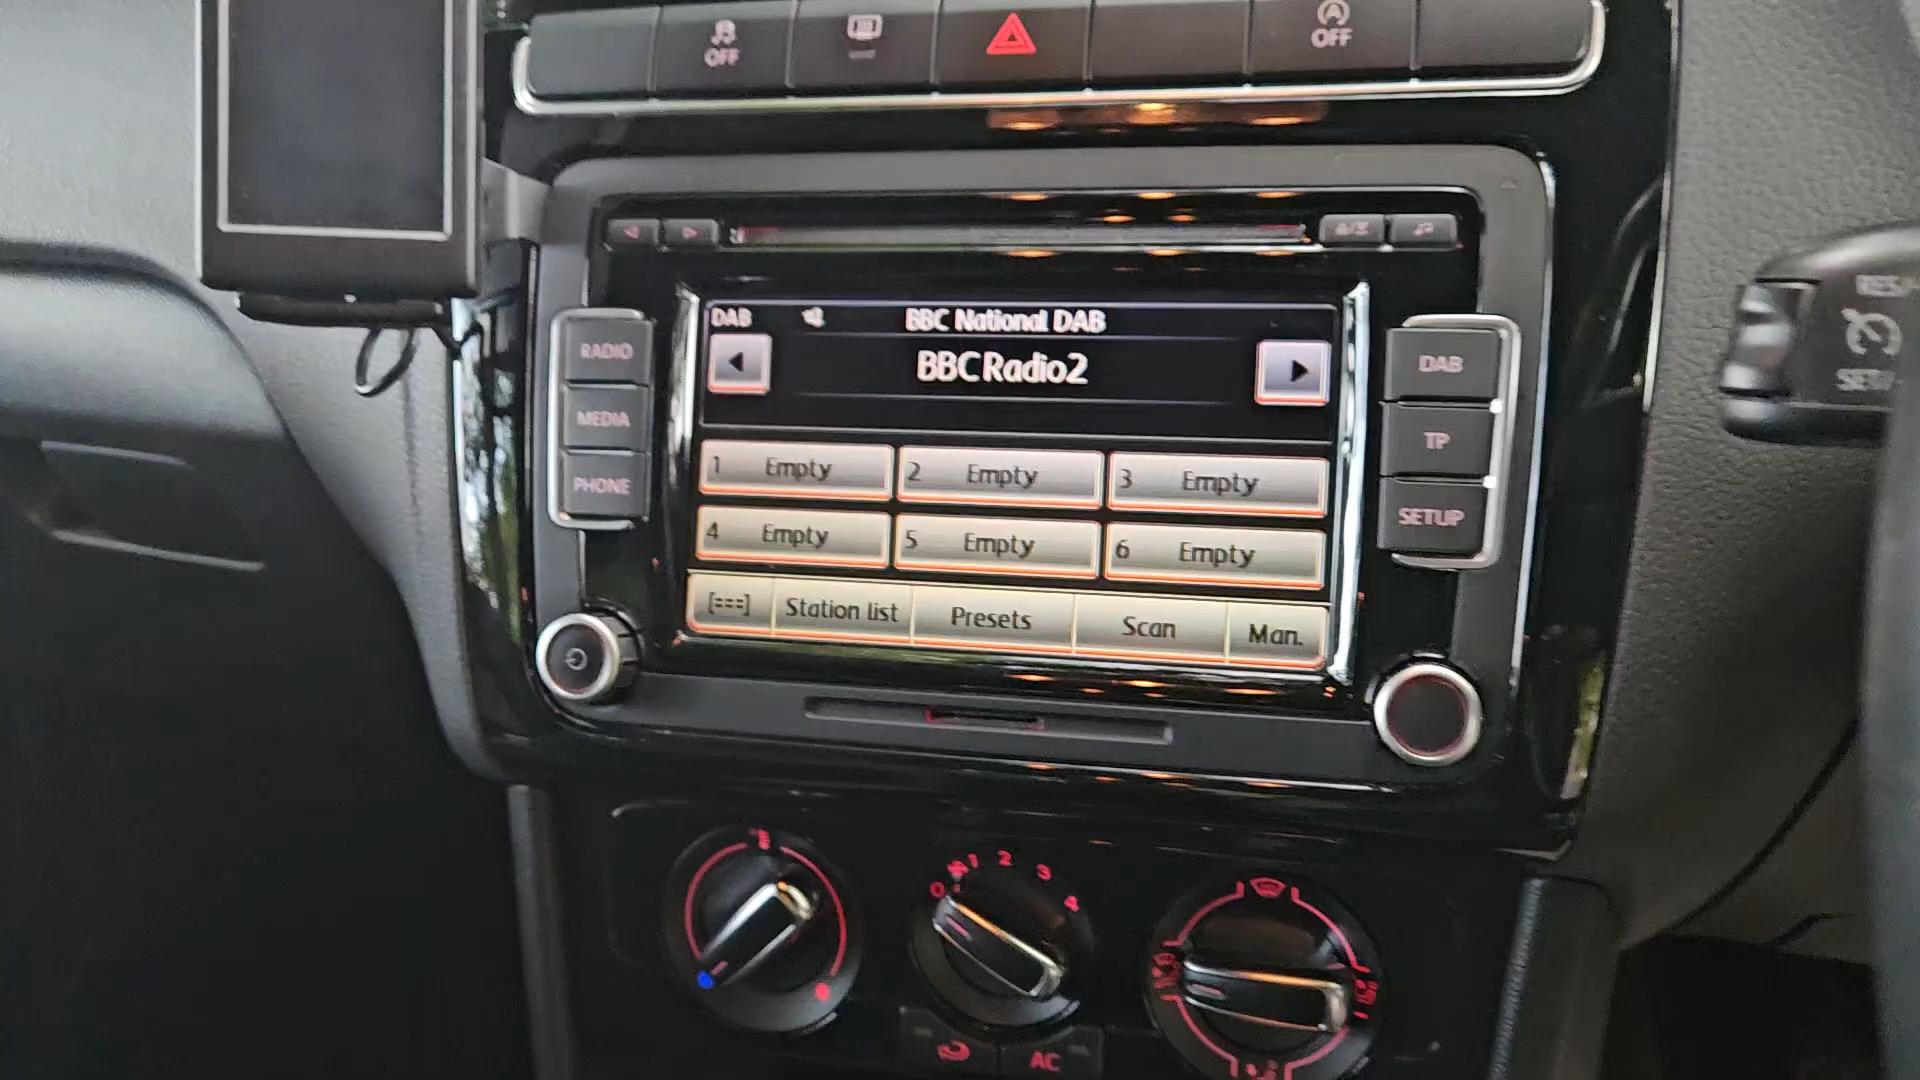 OFF
OFF
DAB
BBC National DAB
BBC Radio2
RADIO
MEDIA
PHONE
DAB
TP
SETUP
1 Empty
2 Empty
3 Empty
4 Empty
5 Empty
6 Empty
[===]
Station list
Presets
Scan
Man.
0
1
2
3
4
AC